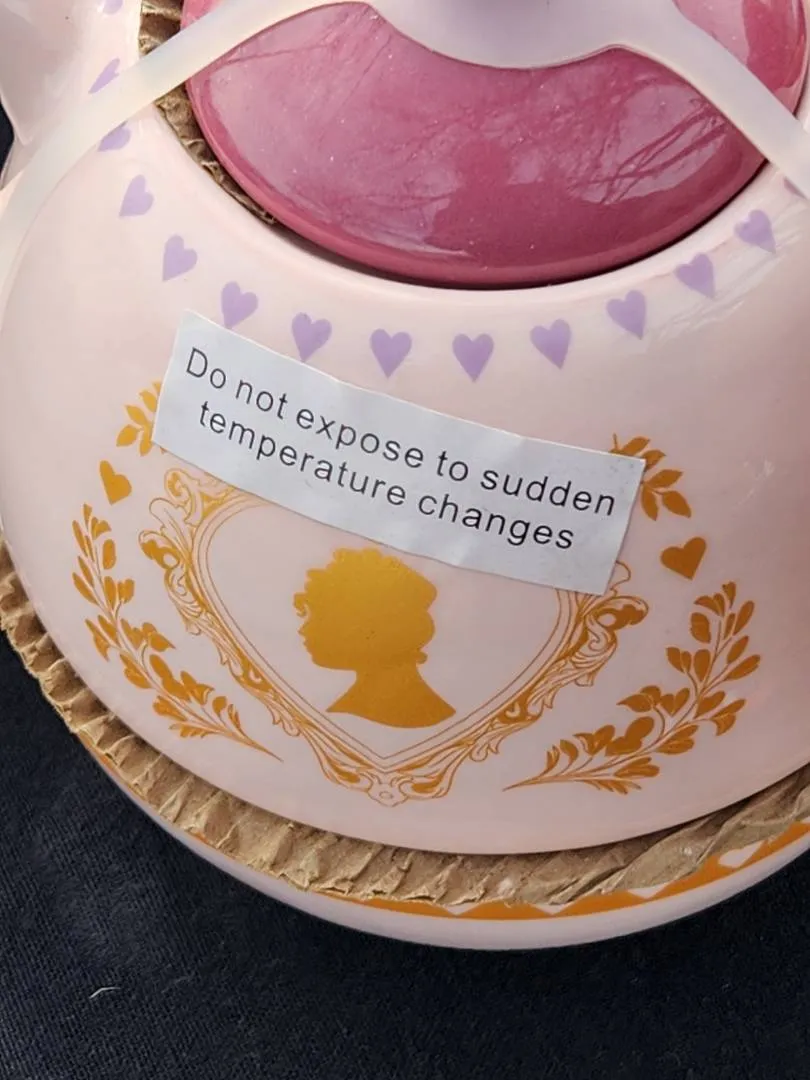 Do not expose to sudden
temperature changes